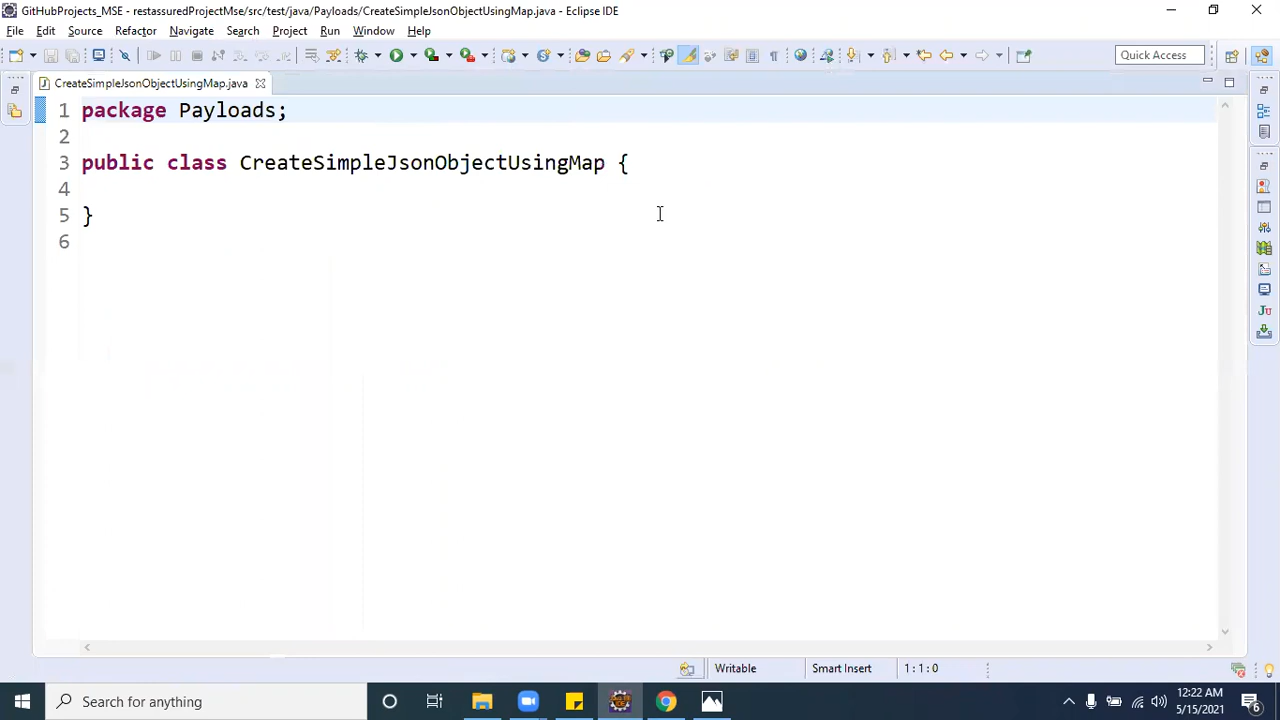 GitHubProjects_MSE - restassuredProjectMse/src/test/java/Payloads/CreateSimpleJsonObjectUsingMap.java - Eclipse IDE
File Edit Source Refactor Navigate Search Project Run Window Help
Quick Access
CreateSimpleJsonObjectUsingMap.java
1 package Payloads;
2
3 public class CreateSimpleJsonObjectUsingMap {
4
5 }
6
Writable Smart Insert 1 : 1 : 0
Search for anything
12:22 AM
5/15/2021
6